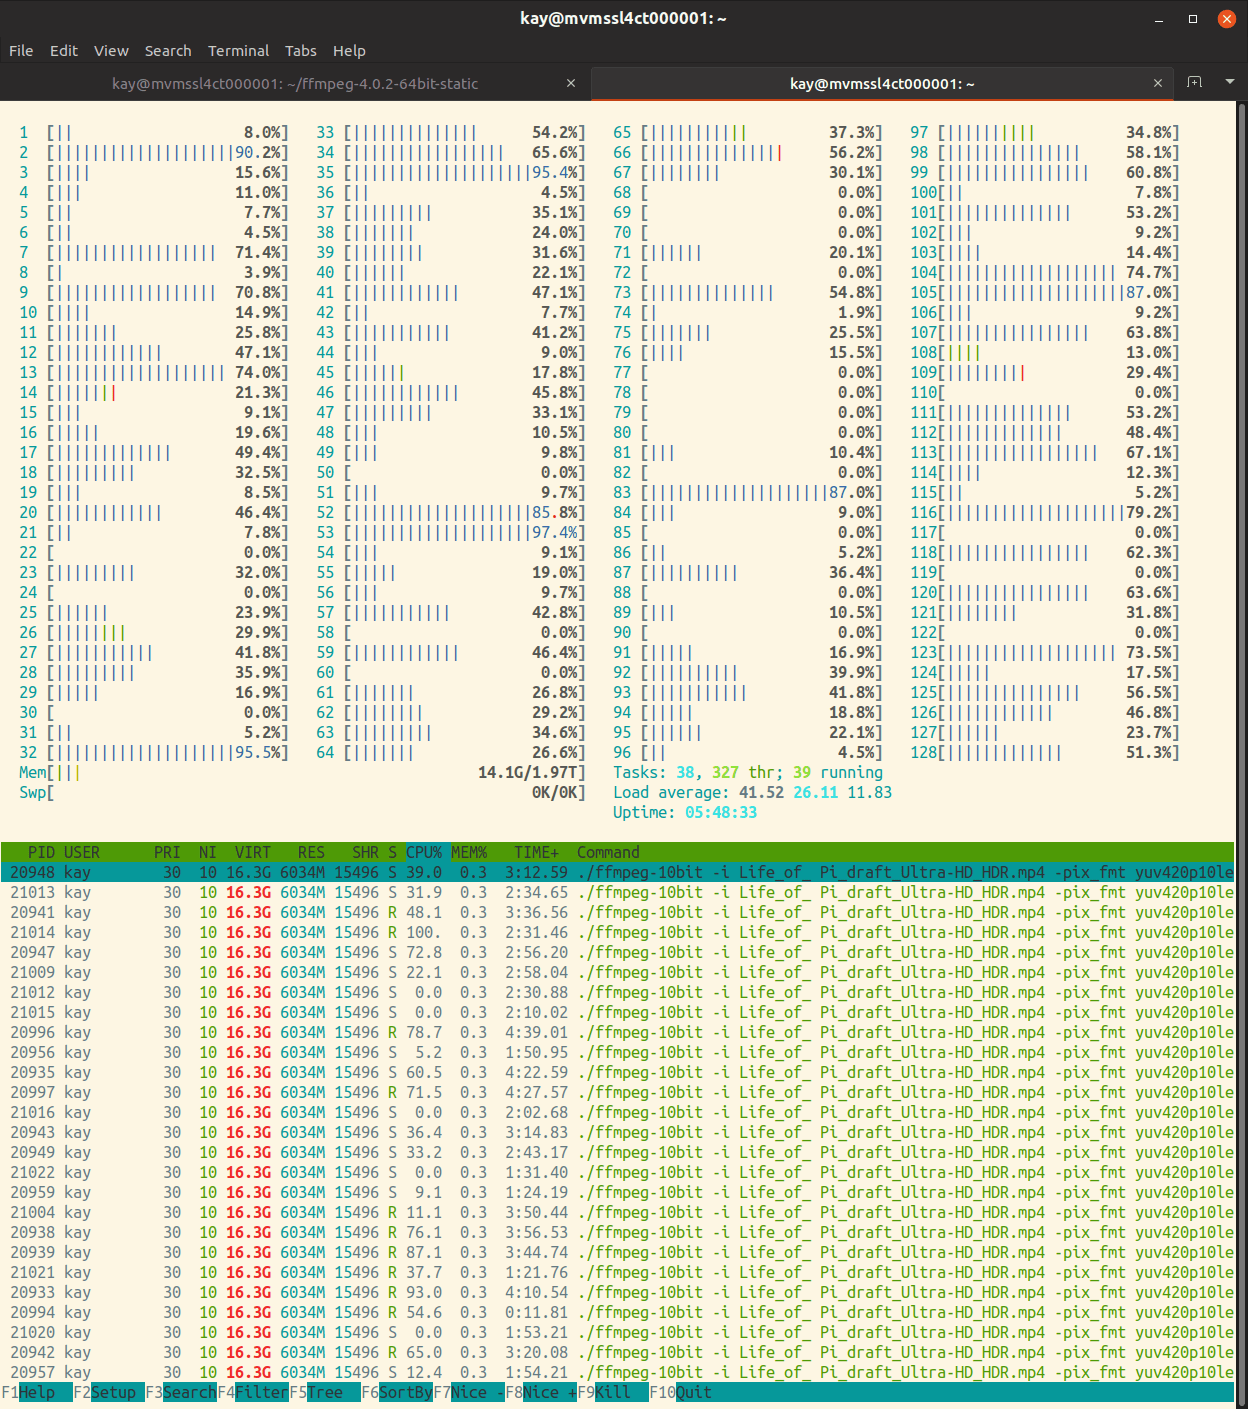 kay@mvmssl4ct000001: ~
File Edit View Search Terminal Tabs Help
kay@mvmssl4ct000001: ~/ffmpeg-4.0.2-64bit-static × kay@mvmssl4ct000001: ~ ×
1 [|| 8.0%] 33 [|||||||||||||| 54.2%] 65 [||||||||||| 37.3%] 97 [|||||||||| 34.8%]
2 [||||||||||||||||||||90.2%] 34 [||||||||||||||||| 65.6%] 66 [||||||||||||||| 56.2%] 98 [||||||||||||||| 58.1%]
3 [|||| 15.6%] 35 [||||||||||||||||||||95.4%] 67 [|||||||| 30.1%] 99 [|||||||||||||||| 60.8%]
4 [||| 11.0%] 36 [|| 4.5%] 68 [ 0.0%] 100[|| 7.8%]
5 [|| 7.7%] 37 [||||||||| 35.1%] 69 [ 0.0%] 101[|||||||||||||| 53.2%]
6 [|| 4.5%] 38 [||||||| 24.0%] 70 [ 0.0%] 102[||| 9.2%]
7 [|||||||||||||||||| 71.4%] 39 [|||||||| 31.6%] 71 [|||||| 20.1%] 103[|||| 14.4%]
8 [| 3.9%] 40 [|||||| 22.1%] 72 [ 0.0%] 104[||||||||||||||||||| 74.7%]
9 [|||||||||||||||||| 70.8%] 41 [|||||||||||| 47.1%] 73 [|||||||||||||| 54.8%] 105[||||||||||||||||||||87.0%]
10 [|||| 14.9%] 42 [|| 7.7%] 74 [| 1.9%] 106[||| 9.2%]
11 [||||||| 25.8%] 43 [||||||||||| 41.2%] 75 [||||||| 25.5%] 107[|||||||||||||||| 63.8%]
12 [|||||||||||| 47.1%] 44 [||| 9.0%] 76 [|||| 15.5%] 108[|||| 13.0%]
13 [||||||||||||||||||| 74.0%] 45 [|||||| 17.8%] 77 [ 0.0%] 109[||||||||| 29.4%]
14 [||||||| 21.3%] 46 [|||||||||||| 45.8%] 78 [ 0.0%] 110[ 0.0%]
15 [||| 9.1%] 47 [||||||||| 33.1%] 79 [ 0.0%] 111[|||||||||||||| 53.2%]
16 [||||| 19.6%] 48 [||| 10.5%] 80 [ 0.0%] 112[||||||||||||| 48.4%]
17 [||||||||||||| 49.4%] 49 [||| 9.8%] 81 [||| 10.4%] 113[||||||||||||||||| 67.1%]
18 [||||||||| 32.5%] 50 [ 0.0%] 82 [ 0.0%] 114[|||| 12.3%]
19 [||| 8.5%] 51 [||| 9.7%] 83 [||||||||||||||||||||87.0%] 115[|| 5.2%]
20 [|||||||||||| 46.4%] 52 [||||||||||||||||||||85.8%] 84 [||| 9.0%] 116[||||||||||||||||||||79.2%]
21 [|| 7.8%] 53 [||||||||||||||||||||97.4%] 85 [ 0.0%] 117[ 0.0%]
22 [ 0.0%] 54 [||| 9.1%] 86 [|| 5.2%] 118[|||||||||||||||| 62.3%]
23 [||||||||| 32.0%] 55 [||||| 19.0%] 87 [|||||||||| 36.4%] 119[ 0.0%]
24 [ 0.0%] 56 [||| 9.7%] 88 [ 0.0%] 120[|||||||||||||||| 63.6%]
25 [|||||| 23.9%] 57 [||||||||||| 42.8%] 89 [||| 10.5%] 121[|||||||| 31.8%]
26 [|||||||| 29.9%] 58 [ 0.0%] 90 [ 0.0%] 122[ 0.0%]
27 [||||||||||| 41.8%] 59 [|||||||||||| 46.4%] 91 [||||| 16.9%] 123[||||||||||||||||||| 73.5%]
28 [||||||||| 35.9%] 60 [ 0.0%] 92 [|||||||||| 39.9%] 124[||||| 17.5%]
29 [||||| 16.9%] 61 [||||||| 26.8%] 93 [||||||||||| 41.8%] 125[||||||||||||||| 56.5%]
30 [ 0.0%] 62 [|||||||| 29.2%] 94 [||||| 18.8%] 126[|||||||||||| 46.8%]
31 [|| 5.2%] 63 [||||||||| 34.6%] 95 [|||||| 22.1%] 127[|||||| 23.7%]
32 [||||||||||||||||||||95.5%] 64 [||||||| 26.6%] 96 [|| 4.5%] 128[||||||||||||| 51.3%]
Mem[||| 14.1G/1.97T] Tasks: 38, 327 thr; 39 running
Swp[ 0K/0K] Load average: 41.52 26.11 11.83
Uptime: 05:48:33
PID USER PRI NI VIRT RES SHR S CPU% MEM% TIME+ Command
20948 kay 30 10 16.3G 6034M 15496 S 39.0 0.3 3:12.59 ./ffmpeg-10bit -i Life_of_ Pi_draft_Ultra-HD_HDR.mp4 -pix_fmt yuv420p10le
21013 kay 30 10 16.3G 6034M 15496 S 31.9 0.3 2:34.65 ./ffmpeg-10bit -i Life_of_ Pi_draft_Ultra-HD_HDR.mp4 -pix_fmt yuv420p10le
20941 kay 30 10 16.3G 6034M 15496 R 48.1 0.3 3:36.56 ./ffmpeg-10bit -i Life_of_ Pi_draft_Ultra-HD_HDR.mp4 -pix_fmt yuv420p10le
21014 kay 30 10 16.3G 6034M 15496 R 100. 0.3 2:31.46 ./ffmpeg-10bit -i Life_of_ Pi_draft_Ultra-HD_HDR.mp4 -pix_fmt yuv420p10le
20947 kay 30 10 16.3G 6034M 15496 S 72.8 0.3 2:56.20 ./ffmpeg-10bit -i Life_of_ Pi_draft_Ultra-HD_HDR.mp4 -pix_fmt yuv420p10le
21009 kay 30 10 16.3G 6034M 15496 S 22.1 0.3 2:58.04 ./ffmpeg-10bit -i Life_of_ Pi_draft_Ultra-HD_HDR.mp4 -pix_fmt yuv420p10le
21012 kay 30 10 16.3G 6034M 15496 S 0.0 0.3 2:30.88 ./ffmpeg-10bit -i Life_of_ Pi_draft_Ultra-HD_HDR.mp4 -pix_fmt yuv420p10le
21015 kay 30 10 16.3G 6034M 15496 S 0.0 0.3 2:10.02 ./ffmpeg-10bit -i Life_of_ Pi_draft_Ultra-HD_HDR.mp4 -pix_fmt yuv420p10le
20996 kay 30 10 16.3G 6034M 15496 R 78.7 0.3 4:39.01 ./ffmpeg-10bit -i Life_of_ Pi_draft_Ultra-HD_HDR.mp4 -pix_fmt yuv420p10le
20956 kay 30 10 16.3G 6034M 15496 S 5.2 0.3 1:50.95 ./ffmpeg-10bit -i Life_of_ Pi_draft_Ultra-HD_HDR.mp4 -pix_fmt yuv420p10le
20935 kay 30 10 16.3G 6034M 15496 S 60.5 0.3 4:22.59 ./ffmpeg-10bit -i Life_of_ Pi_draft_Ultra-HD_HDR.mp4 -pix_fmt yuv420p10le
20997 kay 30 10 16.3G 6034M 15496 R 71.5 0.3 4:27.57 ./ffmpeg-10bit -i Life_of_ Pi_draft_Ultra-HD_HDR.mp4 -pix_fmt yuv420p10le
21016 kay 30 10 16.3G 6034M 15496 S 0.0 0.3 2:02.68 ./ffmpeg-10bit -i Life_of_ Pi_draft_Ultra-HD_HDR.mp4 -pix_fmt yuv420p10le
20943 kay 30 10 16.3G 6034M 15496 S 36.4 0.3 3:14.83 ./ffmpeg-10bit -i Life_of_ Pi_draft_Ultra-HD_HDR.mp4 -pix_fmt yuv420p10le
20949 kay 30 10 16.3G 6034M 15496 S 33.2 0.3 2:43.17 ./ffmpeg-10bit -i Life_of_ Pi_draft_Ultra-HD_HDR.mp4 -pix_fmt yuv420p10le
21022 kay 30 10 16.3G 6034M 15496 S 0.0 0.3 1:31.40 ./ffmpeg-10bit -i Life_of_ Pi_draft_Ultra-HD_HDR.mp4 -pix_fmt yuv420p10le
20959 kay 30 10 16.3G 6034M 15496 S 9.1 0.3 1:24.19 ./ffmpeg-10bit -i Life_of_ Pi_draft_Ultra-HD_HDR.mp4 -pix_fmt yuv420p10le
21004 kay 30 10 16.3G 6034M 15496 R 11.1 0.3 3:50.44 ./ffmpeg-10bit -i Life_of_ Pi_draft_Ultra-HD_HDR.mp4 -pix_fmt yuv420p10le
20938 kay 30 10 16.3G 6034M 15496 R 76.1 0.3 3:56.53 ./ffmpeg-10bit -i Life_of_ Pi_draft_Ultra-HD_HDR.mp4 -pix_fmt yuv420p10le
20939 kay 30 10 16.3G 6034M 15496 R 87.1 0.3 3:44.74 ./ffmpeg-10bit -i Life_of_ Pi_draft_Ultra-HD_HDR.mp4 -pix_fmt yuv420p10le
21021 kay 30 10 16.3G 6034M 15496 R 37.7 0.3 1:21.76 ./ffmpeg-10bit -i Life_of_ Pi_draft_Ultra-HD_HDR.mp4 -pix_fmt yuv420p10le
20933 kay 30 10 16.3G 6034M 15496 R 93.0 0.3 4:10.54 ./ffmpeg-10bit -i Life_of_ Pi_draft_Ultra-HD_HDR.mp4 -pix_fmt yuv420p10le
20994 kay 30 10 16.3G 6034M 15496 R 54.6 0.3 0:11.81 ./ffmpeg-10bit -i Life_of_ Pi_draft_Ultra-HD_HDR.mp4 -pix_fmt yuv420p10le
21020 kay 30 10 16.3G 6034M 15496 S 0.0 0.3 1:53.21 ./ffmpeg-10bit -i Life_of_ Pi_draft_Ultra-HD_HDR.mp4 -pix_fmt yuv420p10le
20942 kay 30 10 16.3G 6034M 15496 R 65.0 0.3 3:20.08 ./ffmpeg-10bit -i Life_of_ Pi_draft_Ultra-HD_HDR.mp4 -pix_fmt yuv420p10le
20957 kay 30 10 16.3G 6034M 15496 S 12.4 0.3 1:54.21 ./ffmpeg-10bit -i Life_of_ Pi_draft_Ultra-HD_HDR.mp4 -pix_fmt yuv420p10le
F1Help F2Setup F3SearchF4FilterF5Tree F6SortByF7Nice -F8Nice +F9Kill F10Quit